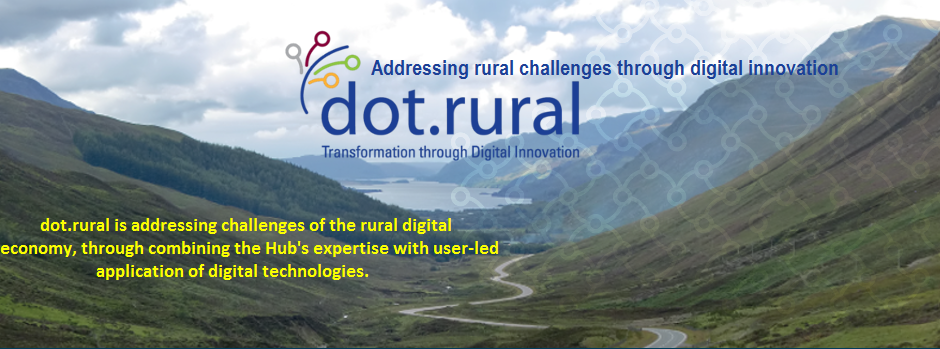 Addressing rural challenges through digital innovation
dot.rural
Transformation through Digital Innovation
dot.rural is addressing challenges of the rural digital
economy, through combining the Hub's expertise with user-led
application of digital technologies.